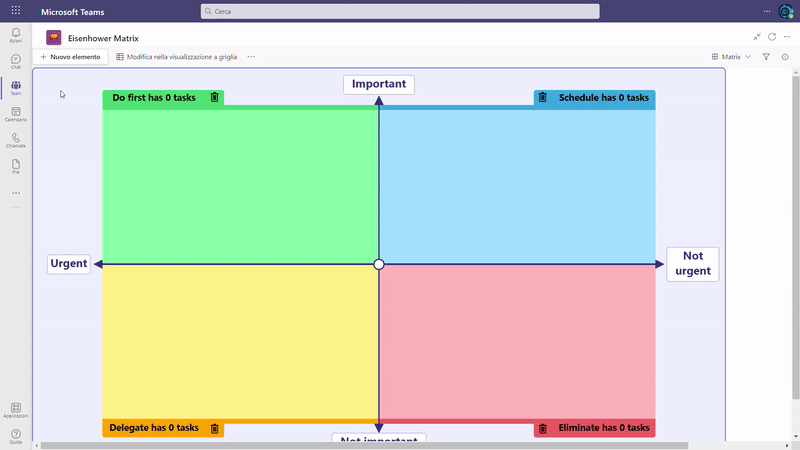 Microsoft Teams
Cerca
Eisenhower Matrix
Nuovo elemento
Modifica nella visualizzazione a griglia
Matrix
Azioni
Chat
Team
Calendario
Chiamate
File
Applicazioni
Guida
Important
Do first has 0 tasks
Schedule has 0 tasks
Urgent
Not
urgent
Delegate has 0 tasks
Eliminate has 0 tasks
Not important